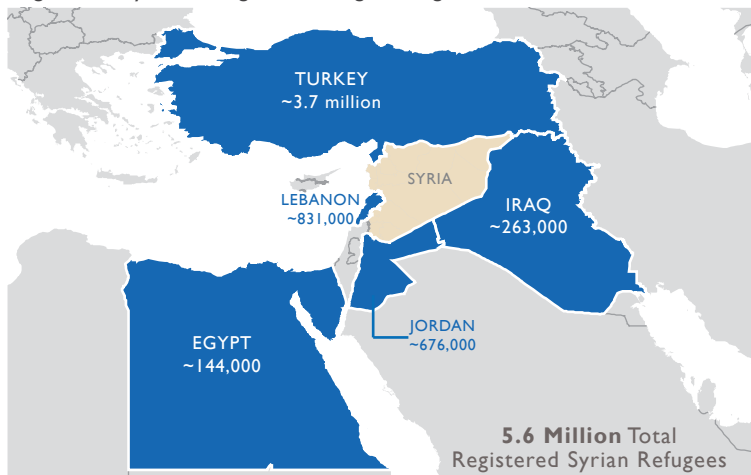 TURKEY
~3.7 million
SYRIA
LEBANON
~831,000
IRAQ
~263,000
EGYPT
~144,000
JORDAN
~676,000
5.6 Million Total
Registered Syrian Refugees